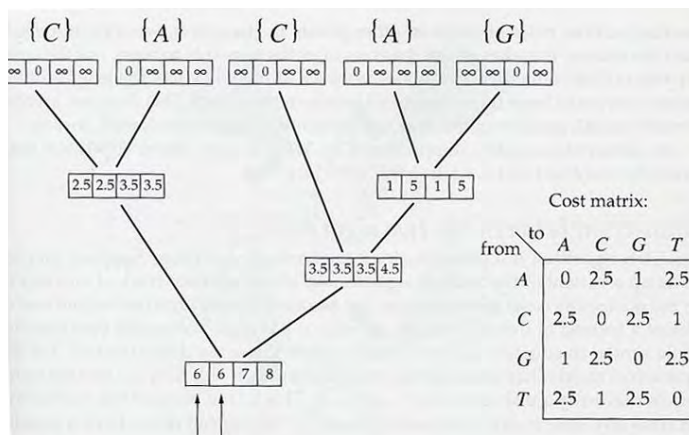 {C} {A} {C} {A} {G}
∞ 0 ∞ ∞ 0 ∞ ∞ ∞ ∞ 0 ∞ ∞ 0 ∞ ∞ ∞ ∞ ∞ 0 ∞
2.5 2.5 3.5 3.5
1 5 1 5
Cost matrix:
to
from A C G T
3.5 3.5 3.5 4.5
A 0 2.5 1 2.5
C 2.5 0 2.5 1
G 1 2.5 0 2.5
6 6 7 8
T 2.5 1 2.5 0